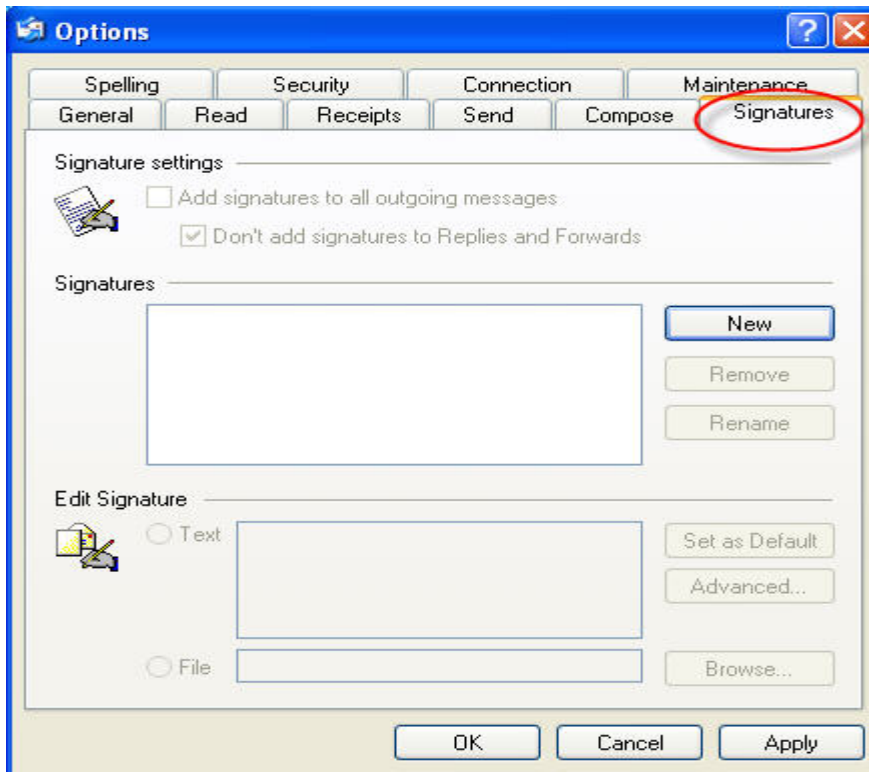 Options
Spelling Security Connection Maintenance
General Read Receipts Send Compose Signatures
Signature settings
Add signatures to all outgoing messages
Don't add signatures to Replies and Forwards
Signatures
New
Remove
Rename
Edit Signature
Text
Set as Default
Advanced...
File
Browse...
OK Cancel Apply